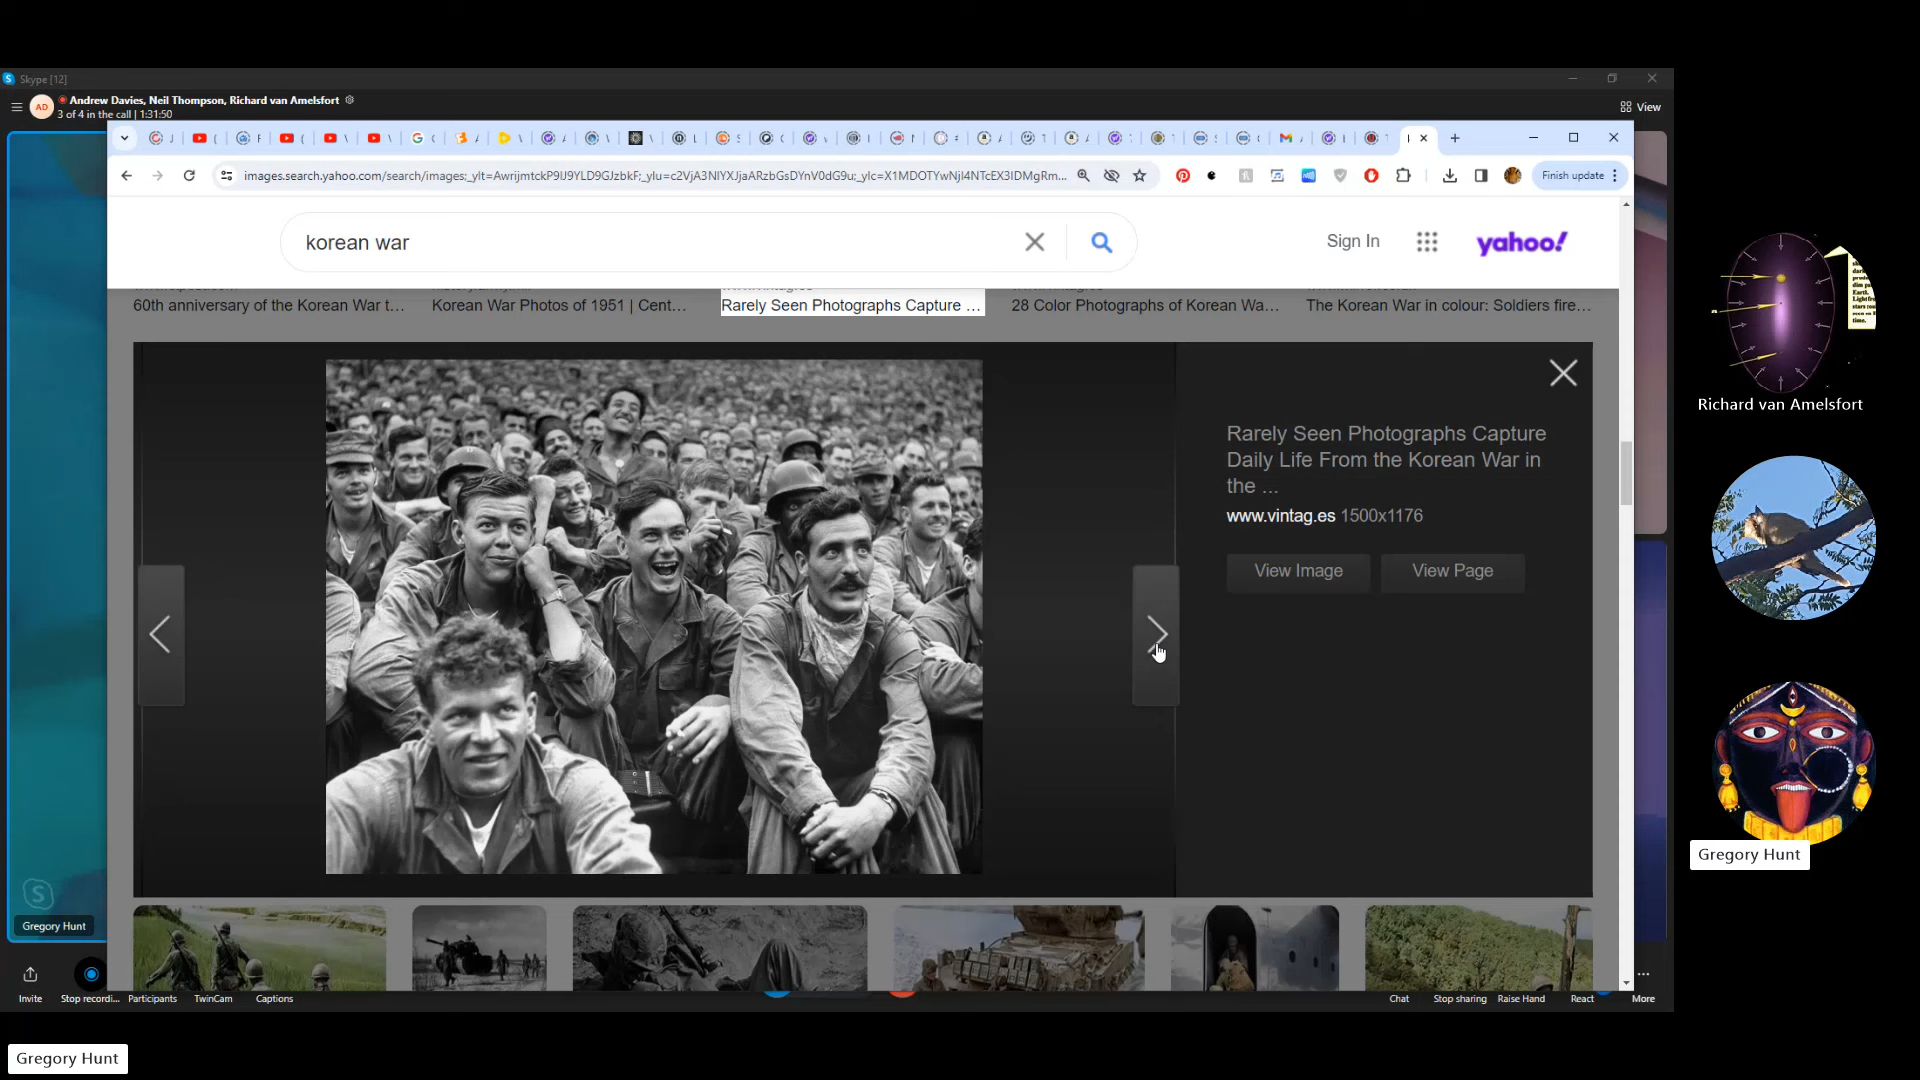 Skype [12]
AD
Andrew Davies, Neil Thompson, Richard van Amelsfort
3 of 4 in the call | 1:31:50
View
images.search.yahoo.com/search/images;_ylt=AwrijmtckP9lJ9YLD9GJzbkF;_ylu=c2VjA3NlYXJjaARzbGsDYnV0dG9u;_ylc=X1MDOTYwNjI4NTcEX3IDMgRm...
Finish update
korean war
Sign In
yahoo!
60th anniversary of the Korean War t...
Korean War Photos of 1951 | Cent...
Rarely Seen Photographs Capture ...
28 Color Photographs of Korean Wa...
The Korean War in colour: Soldiers fire...
Rarely Seen Photographs Capture
Daily Life From the Korean War in
the ...
www.vintag.es 1500x1176
View Image
View Page
Gregory Hunt
Invite
Stop recordi...
Participants
TwinCam
Captions
Chat
Stop sharing
Raise Hand
React
More
Earth.
time.
Richard van Amelsfort
Gregory Hunt
Gregory Hunt